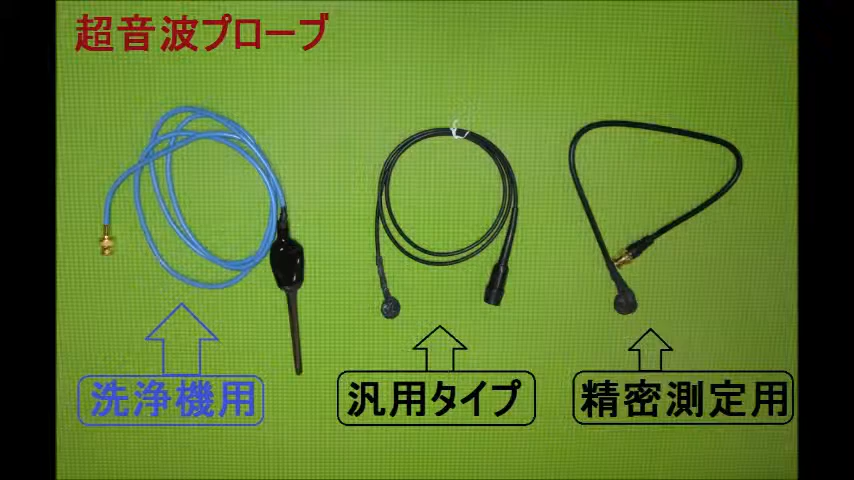 超音波プローブ
洗浄機用
汎用タイプ
精密測定用